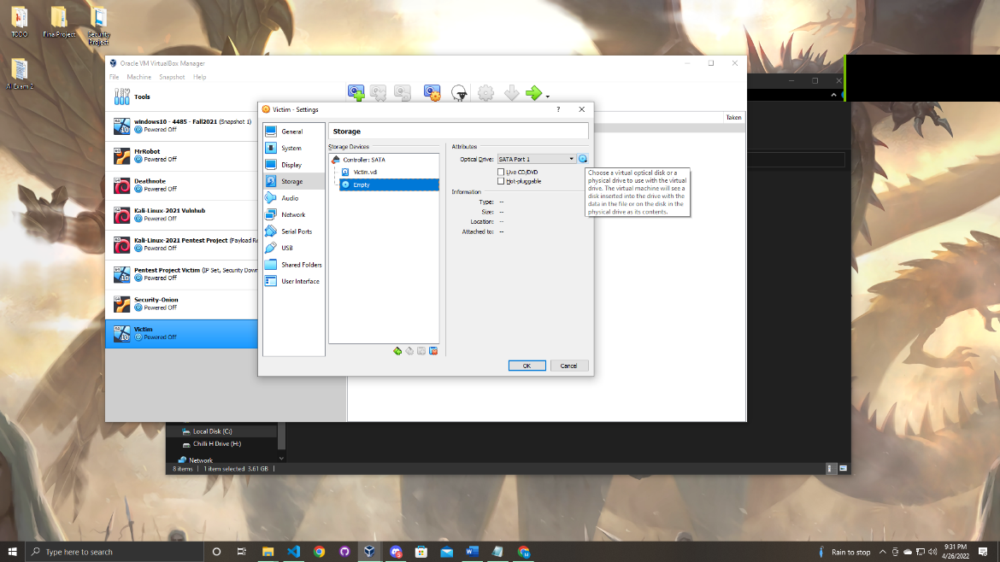 TODO
FinalProject
Security
Project
AI Exam 2
Oracle VM VirtualBox Manager
File Machine Snapshot Help
Tools
windows10 - 4485 - Fall2021 (Snapshot 1)
Powered Off
MrRobot
Powered Off
Deathnote
Powered Off
Kali-Linux-2021 Vulnhub
Powered Off
Kali-Linux-2021 Pentest Project (Payload Re
Powered Off
Pentest Project Victim (IP Set, Security Down
Powered Off
Security-Onion
Powered Off
Victim
Powered Off
Taken
Victim - Settings
?
General
System
Display
Storage
Audio
Network
Serial Ports
USB
Shared Folders
User Interface
Storage
Storage Devices
Controller: SATA
Victim.vdi
Empty
Attributes
Optical Drive: SATA Port 1
Live CD/DVD
Hot-pluggable
Information
Type: --
Size: --
Location: --
Attached to: --
Choose a virtual optical disk or a
physical drive to use with the virtual
drive. The virtual machine will see a
disk inserted into the drive with the
data in the file or on the disk in the
physical drive as its contents.
OK Cancel
Local Disk (C:)
Chilli H Drive (H:)
Network
8 items 1 item selected 3.61 GB
Type here to search
Rain to stop
9:31 PM
4/26/2022